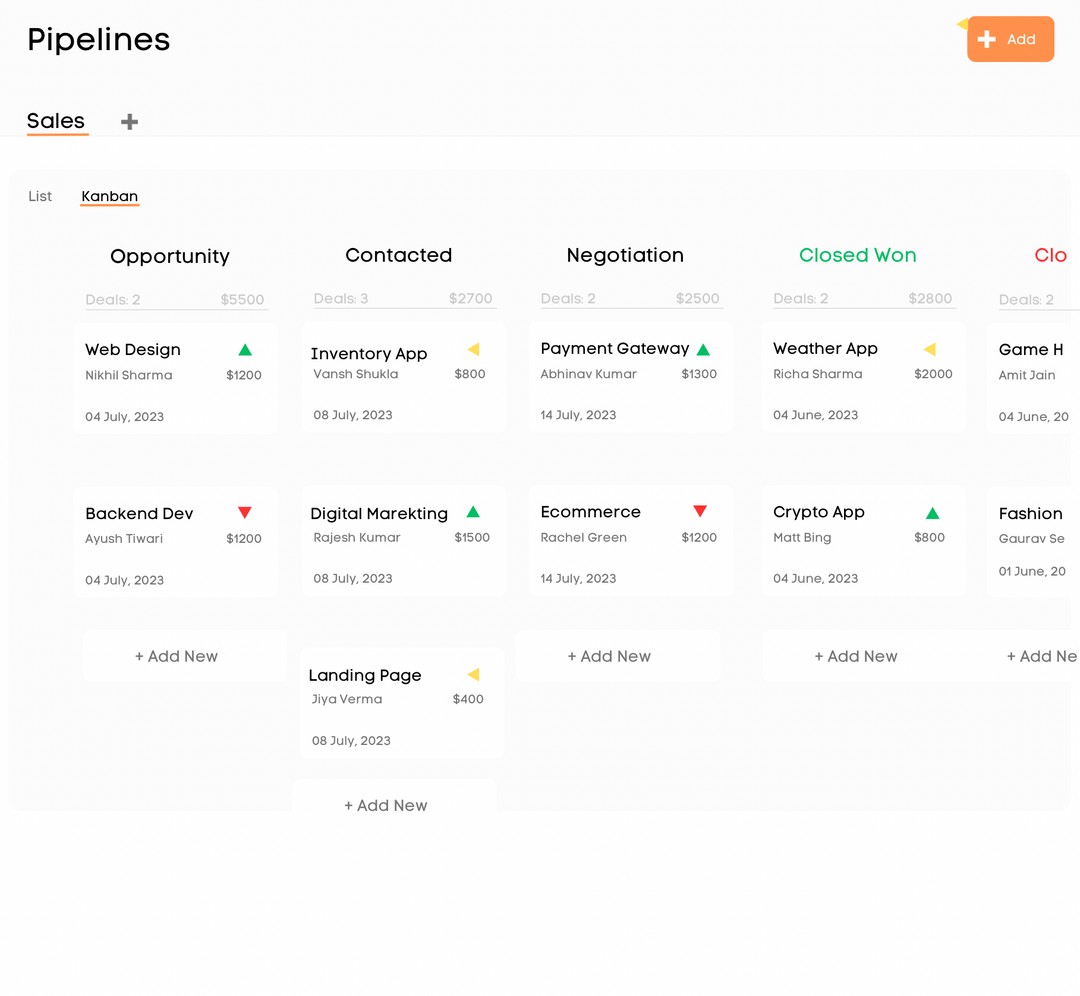 Pipelines
Add
Sales
List
Kanban
Opportunity
Deals: 2 $5500
Web Design
Nikhil Sharma $1200
04 July, 2023
Backend Dev
Ayush Tiwari $1200
04 July, 2023
+ Add New
Contacted
Deals: 3 $2700
Inventory App
Vansh Shukla $800
08 July, 2023
Digital Marekting
Rajesh Kumar $1500
08 July, 2023
Landing Page
Jiya Verma $400
08 July, 2023
+ Add New
Negotiation
Deals: 2 $2500
Payment Gateway
Abhinav Kumar $1300
14 July, 2023
Ecommerce
Rachel Green $1200
14 July, 2023
+ Add New
Closed Won
Deals: 2 $2800
Weather App
Richa Sharma $2000
04 June, 2023
Crypto App
Matt Bing $800
04 June, 2023
+ Add New
Clo
Deals: 2
Game H
Amit Jain
04 June, 20
Fashion
Gaurav Se
01 June, 20
+ Add Ne